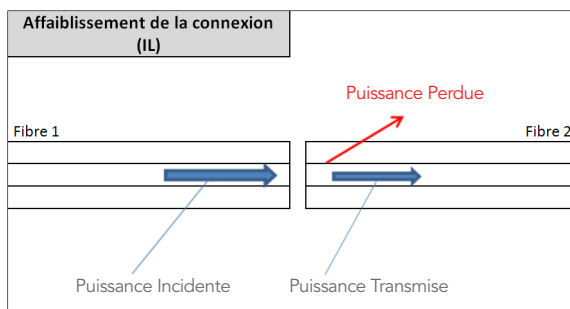 Affaiblissement de la connexion
(IL)
Puissance Perdue
Fibre 1
Fibre 2
Puissance Incidente
Puissance Transmise